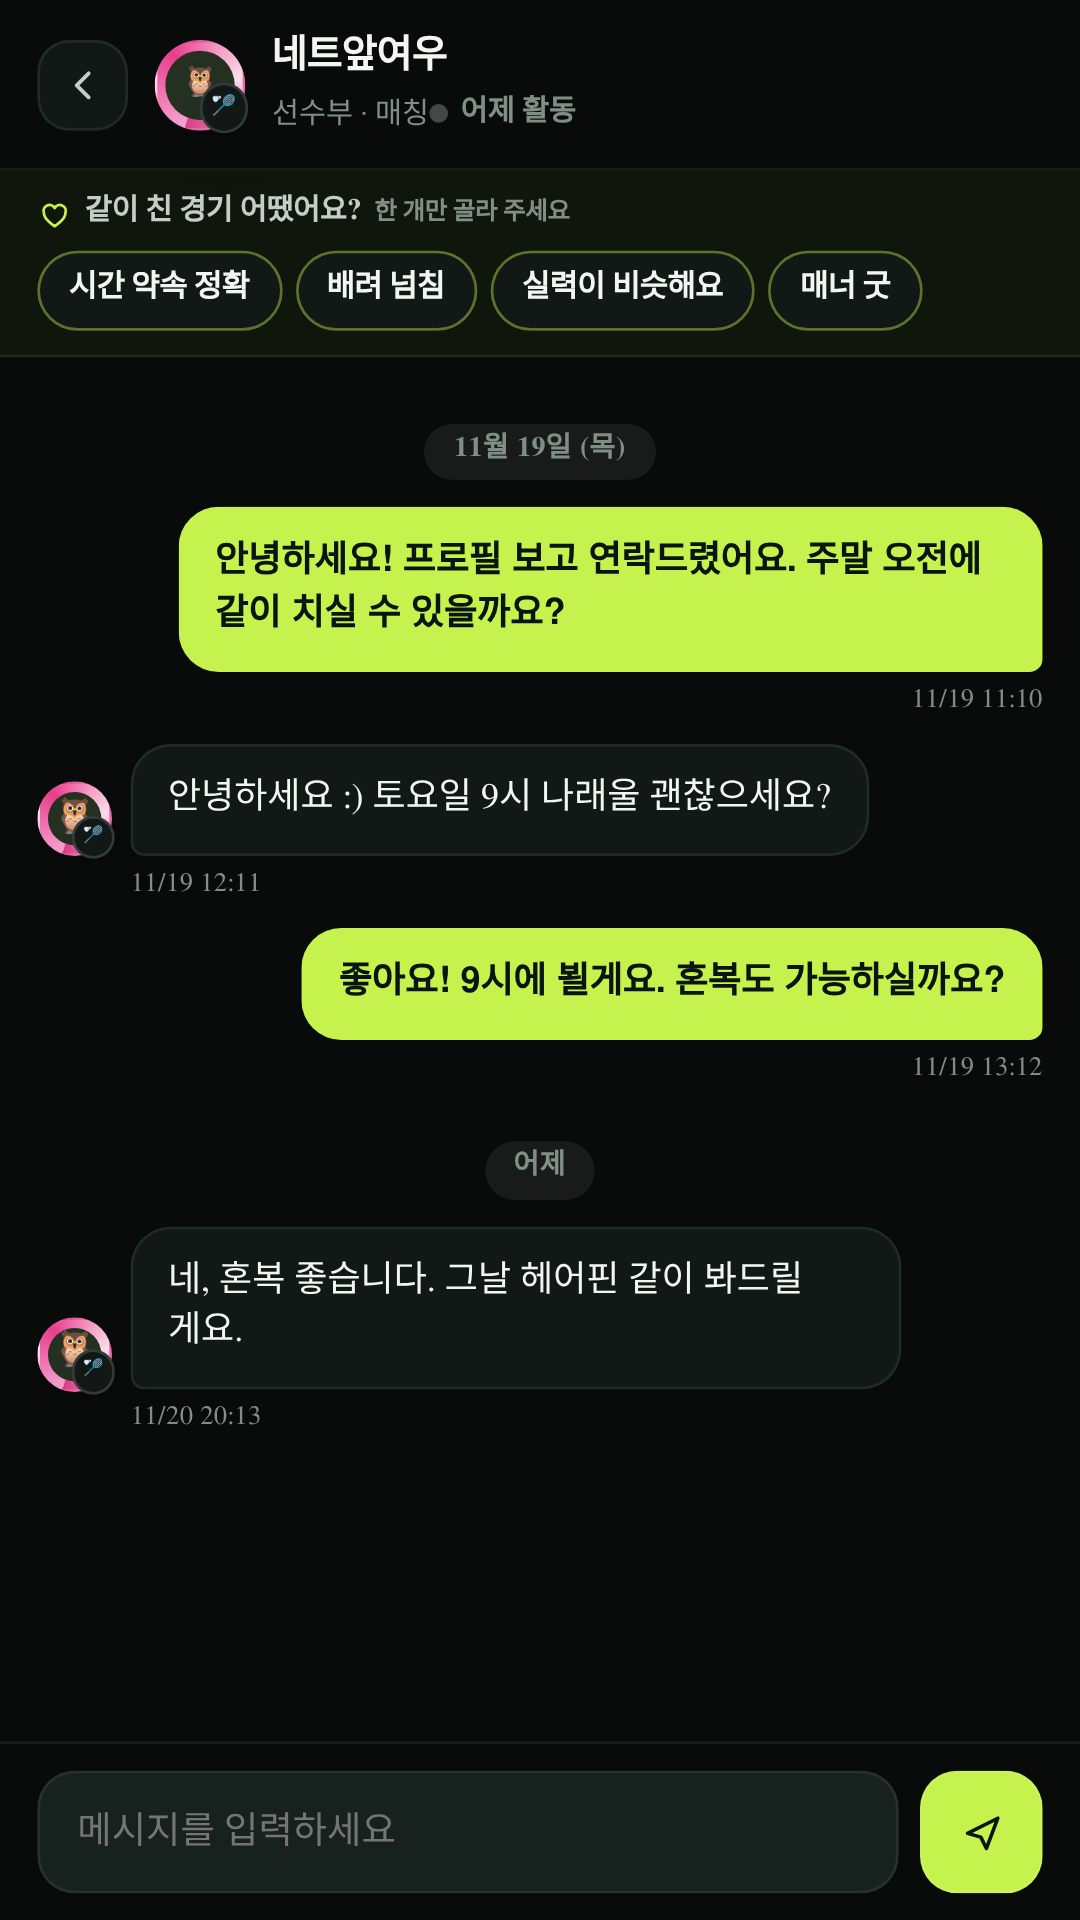 네트앞여우
선수부 · 매칭 어제 활동
같이 친 경기 어땠어요? 한 개만 골라 주세요
시간 약속 정확 배려 넘침 실력이 비슷해요 매너 굿
11월 19일 (목)
안녕하세요! 프로필 보고 연락드렸어요. 주말 오전에
같이 치실 수 있을까요?
11/19 11:10
안녕하세요 :) 토요일 9시 나래울 괜찮으세요?
11/19 12:11
좋아요! 9시에 뵐게요. 혼복도 가능하실까요?
11/19 13:12
어제
네, 혼복 좋습니다. 그날 헤어핀 같이 봐드릴
게요.
11/20 20:13
메시지를 입력하세요